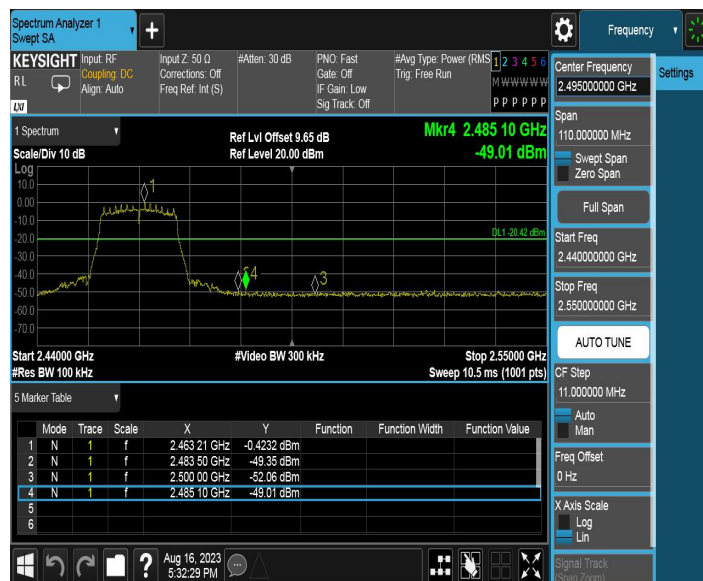 Spectrum Analyzer 1
Swept SA
+
Frequency
KEYSIGHT
RL
LXI
Input: RF
Coupling: DC
Align: Auto
Input Z: 50 Ω
Corrections: Off
Freq Ref: Int (S)
#Atten: 30 dB
PNO: Fast
Gate: Off
IF Gain: Low
Sig Track: Off
#Avg Type: Power (RMS
Trig: Free Run
1 2 3 4 5 6
M W W W W W
P P P P P P
1 Spectrum
Scale/Div 10 dB
Ref Lvl Offset 9.65 dB
Ref Level 20.00 dBm
Mkr4 2.485 10 GHz
-49.01 dBm
Log
10.0
0.00
-10.0
-20.0
-30.0
-40.0
-50.0
-60.0
-70.0
1
4
3
DL1 -20.42 dBm
Start 2.44000 GHz
#Res BW 100 kHz
#Video BW 300 kHz
Stop 2.55000 GHz
Sweep 10.5 ms (1001 pts)
5 Marker Table
Mode Trace Scale X Y Function Function Width Function Value
1 N 1 f 2.463 21 GHz -0.4232 dBm
2 N 1 f 2.483 50 GHz -49.35 dBm
3 N 1 f 2.500 00 GHz -52.06 dBm
4 N 1 f 2.485 10 GHz -49.01 dBm
5
6
?
Aug 16, 2023
5:32:29 PM
Center Frequency
2.495000000 GHz
Settings
Span
110.000000 MHz
Swept Span
Zero Span
Full Span
Start Freq
2.440000000 GHz
Stop Freq
2.550000000 GHz
AUTO TUNE
CF Step
11.000000 MHz
Auto
Man
Freq Offset
0 Hz
X Axis Scale
Log
Lin
Signal Track
(Span Zoom)